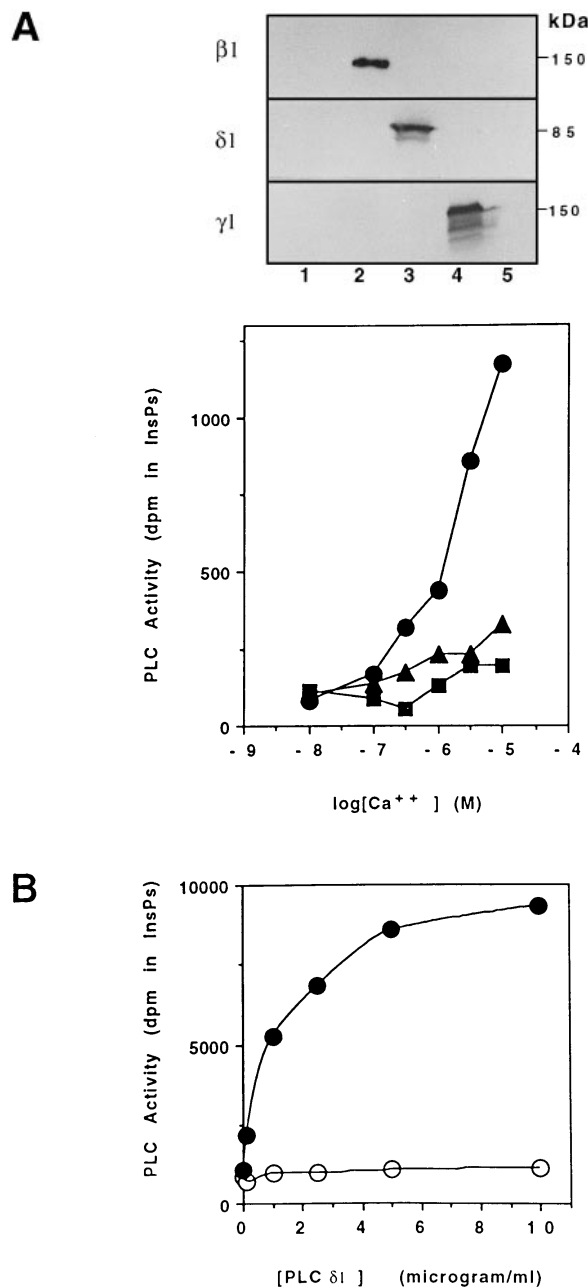 A
kDa
β1
150
δ1
85
γ1
150
1 2 3 4 5
PLC Activity (dpm in InsPs)
1000
500
0
- 9 - 8 - 7 - 6 - 5 - 4
log[Ca++ ] (M)
B
PLC Activity (dpm in InsPs)
10000
5000
0
0 2 4 6 8 10
[PLC δ1 ] (microgram/ml)